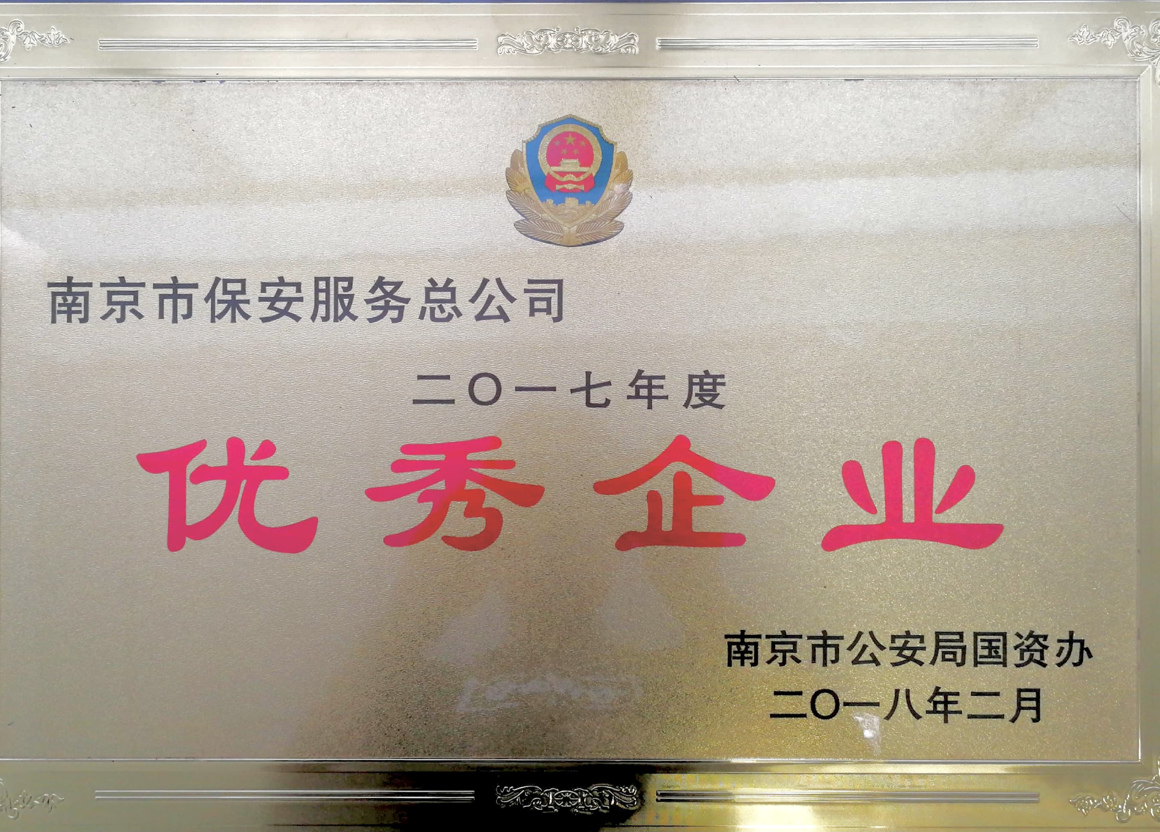 南京市保安服务总公司
二〇一七年度
优秀企业
南京市公安局国资办
二〇一八年二月